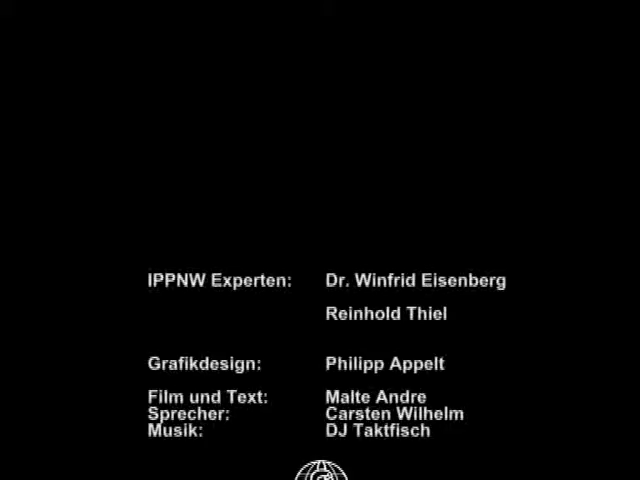 IPPNW Experten: Dr. Winfrid Eisenberg
Reinhold Thiel
Grafikdesign: Philipp Appelt
Film und Text: Malte Andre
Sprecher: Carsten Wilhelm
Musik: DJ Taktfisch